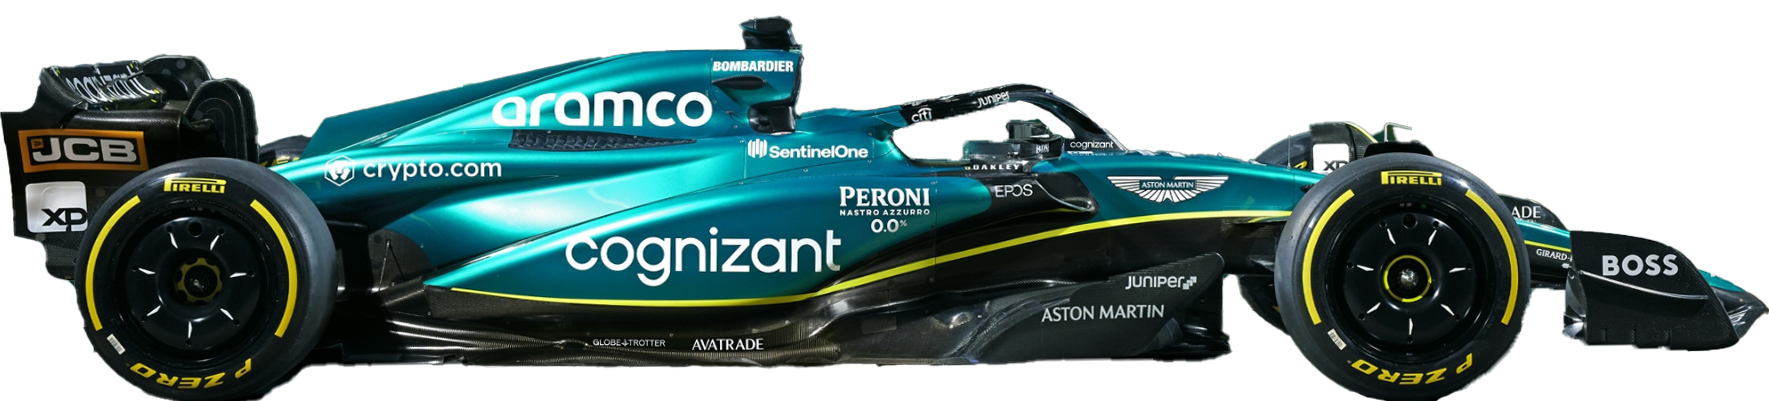 BOMBARDIER
aramco
JUNIPER
citi
cognizant
JCB
crypto.com
SentinelOne
OAKLEY
XP
XP
PIRELLI
PERONI
NASTRO AZZURRO
0.0%
EPOS
ASTON MARTIN
PIRELLI
cognizant
BOSS
JUNIPER
ASTON MARTIN
GLOBE-TROTTER
AVATRADE
P ZERO
P ZERO